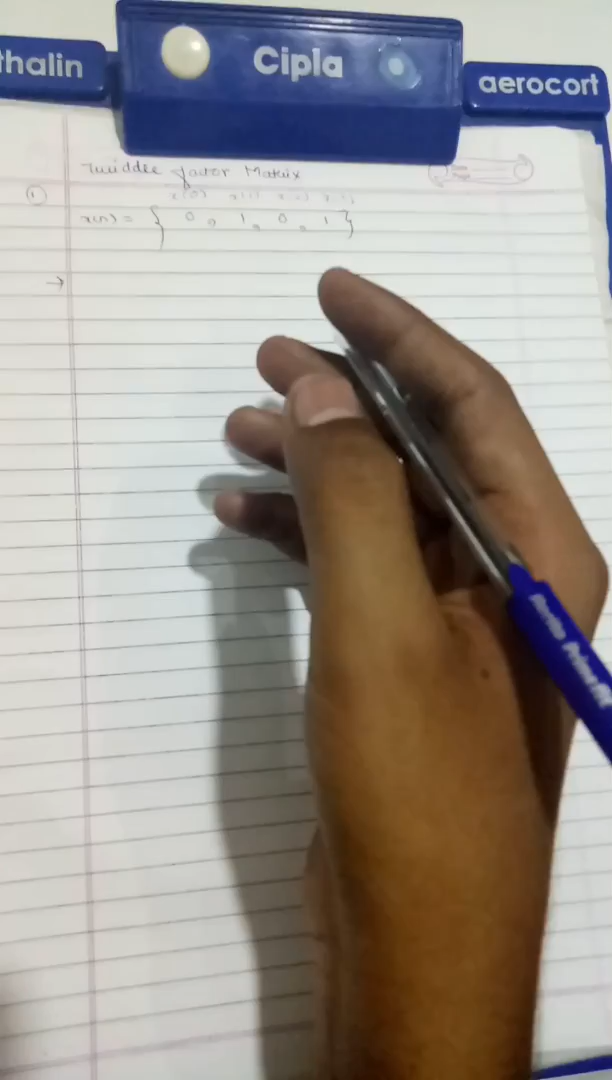 thalin
Cipla
aerocort
Twiddle factor Matrix
①
x(0) x(1) x(2) x(3)
x(n) = { 0, 1, 0, 1 }
→